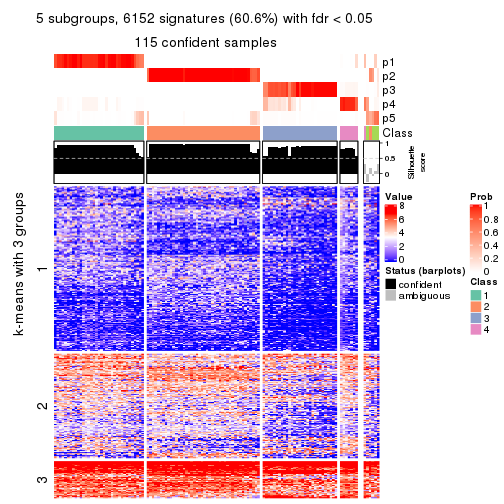 5 subgroups, 6152 signatures (60.6%) with fdr < 0.05
115 confident samples
p1
p2
p3
p4
p5
Class
1
0.5
0
Silhouette
score
k-means with 3 groups
1
2
3
Value
8
6
4
2
0
Status (barplots)
confident
ambiguous
Prob
1
0.8
0.6
0.4
0.2
0
Class
1
2
3
4